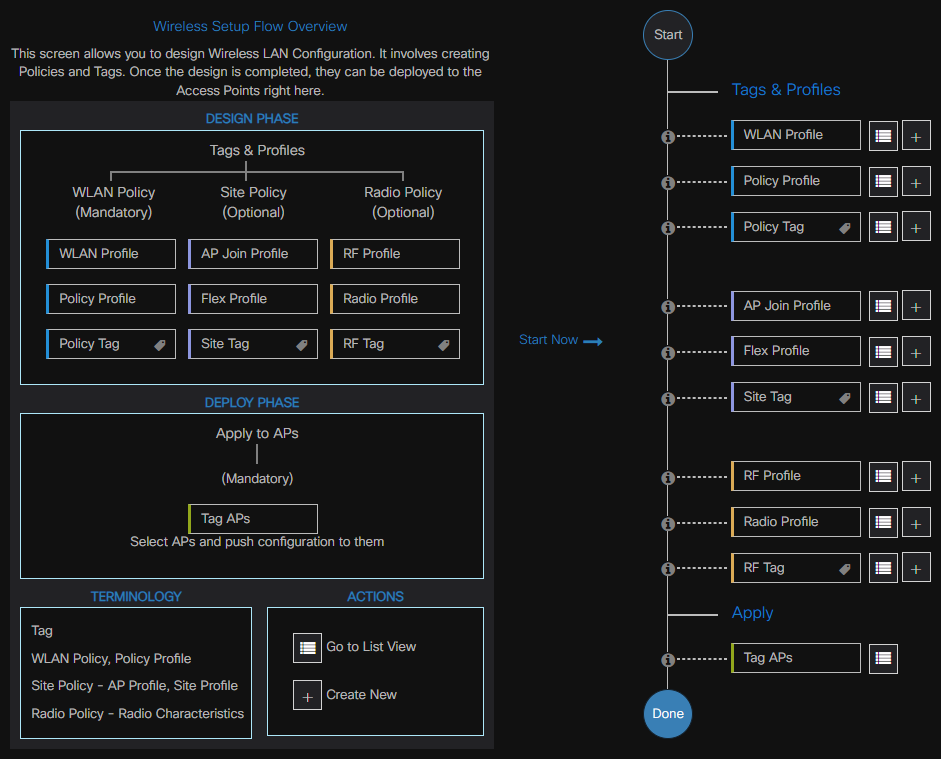 Wireless Setup Flow Overview
This screen allows you to design Wireless LAN Configuration. It involves creating
Policies and Tags. Once the design is completed, they can be deployed to the
Access Points right here.
DESIGN PHASE
Tags & Profiles
WLAN Policy
(Mandatory)
Site Policy
(Optional)
Radio Policy
(Optional)
WLAN Profile
AP Join Profile
RF Profile
Policy Profile
Flex Profile
Radio Profile
Policy Tag
Site Tag
RF Tag
DEPLOY PHASE
Apply to APs
(Mandatory)
Tag APs
Select APs and push configuration to them
TERMINOLOGY
Tag
WLAN Policy, Policy Profile
Site Policy - AP Profile, Site Profile
Radio Policy - Radio Characteristics
ACTIONS
Go to List View
Create New
Start Now
Start
Tags & Profiles
WLAN Profile
Policy Profile
Policy Tag
AP Join Profile
Flex Profile
Site Tag
RF Profile
Radio Profile
RF Tag
Apply
Tag APs
Done